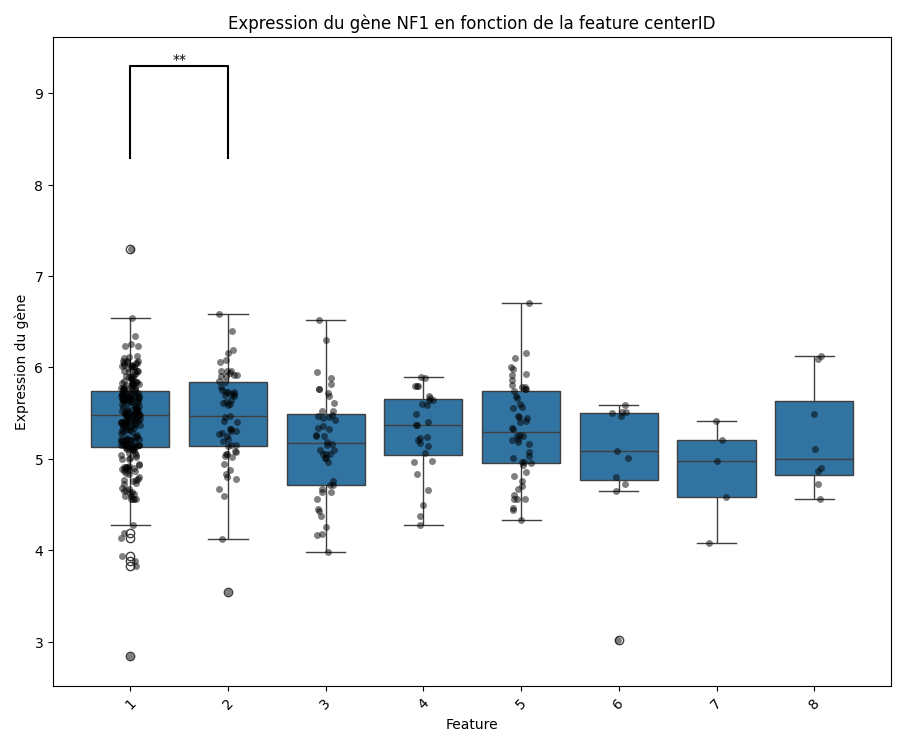 Expression du gène NF1 en fonction de la feature centerID
**
9
8
7
6
5
4
3
Expression du gène
1 2 3 4 5 6 7 8
Feature